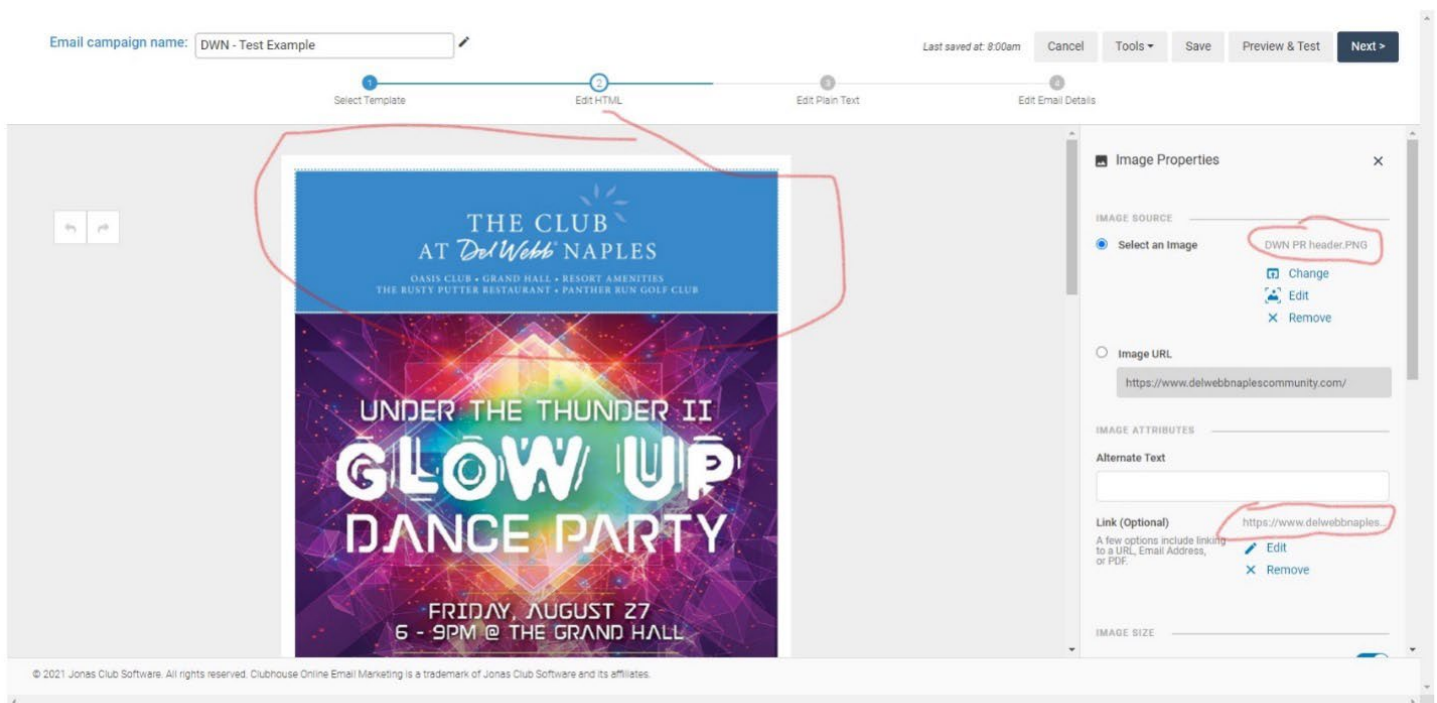 Email campaign name: DWN - Test Example
Last saved at: 8:00am Cancel Tools Save Preview & Test Next >
1 2 3 4
Select Template Edit HTML Edit Plain Text Edit Email Details
THE CLUB
AT Del Webb® NAPLES
OASIS CLUB • GRAND HALL • RESORT AMENITIES
THE RUSTY PUTTER RESTAURANT • PANTHER RUN GOLF CLUB
UNDER THE THUNDER II
GLOW UP
DANCE PARTY
FRIDAY, AUGUST 27
6 - 9PM @ THE GRAND HALL
Image Properties
IMAGE SOURCE
Select an Image DWN PR header.PNG
Change
Edit
Remove
Image URL
https://www.delwebbnaplescommunity.com/
IMAGE ATTRIBUTES
Alternate Text
Link (Optional) https://www.delwebbnaples...
A few options include linking
to a URL, Email Address,
or PDF.
Edit
Remove
IMAGE SIZE
© 2021 Jonas Club Software. All rights reserved. Clubhouse Online Email Marketing is a trademark of Jonas Club Software and its affiliates.